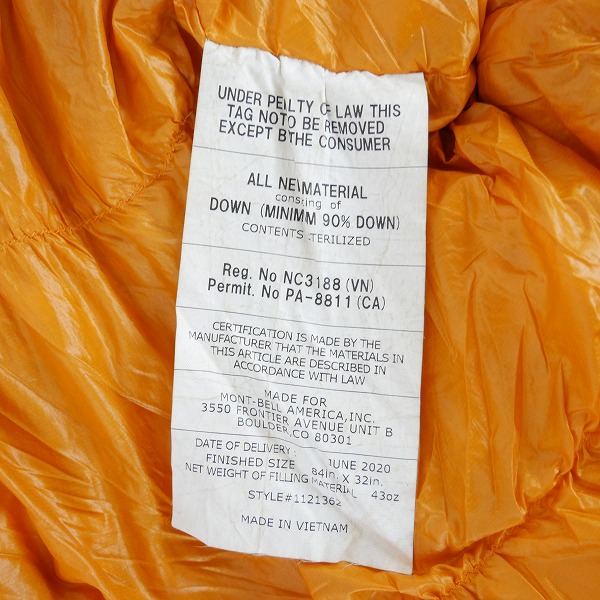 UNDER PENLTY OF LAW THIS
TAG NOTO BE REMOVED
EXCEPT BTHE CONSUMER
ALL NEWMATERIAL
consting of
DOWN (MINIMM 90% DOWN)
CONTENTS STERILIZED
Reg. No NC3188 (VN)
Permit. No PA-8811 (CA)
CERTIFICATION IS MADE BY THE
MANUFACTURER THAT THE MATERIALS IN
THIS ARTICLE ARE DESCRIBED IN
ACCORDANCE WITH LAW
MADE FOR
MONT-BELL AMERICA,INC.
3550 FRONTIER AVENUE UNIT B
BOULDER,CO 80301
DATE OF DELIVERY: JUNE 2020
FINISHED SIZE 84in. X 32in.
NET WEIGHT OF FILLING MATERIAL 43oz
STYLE#1121362
MADE IN VIETNAM